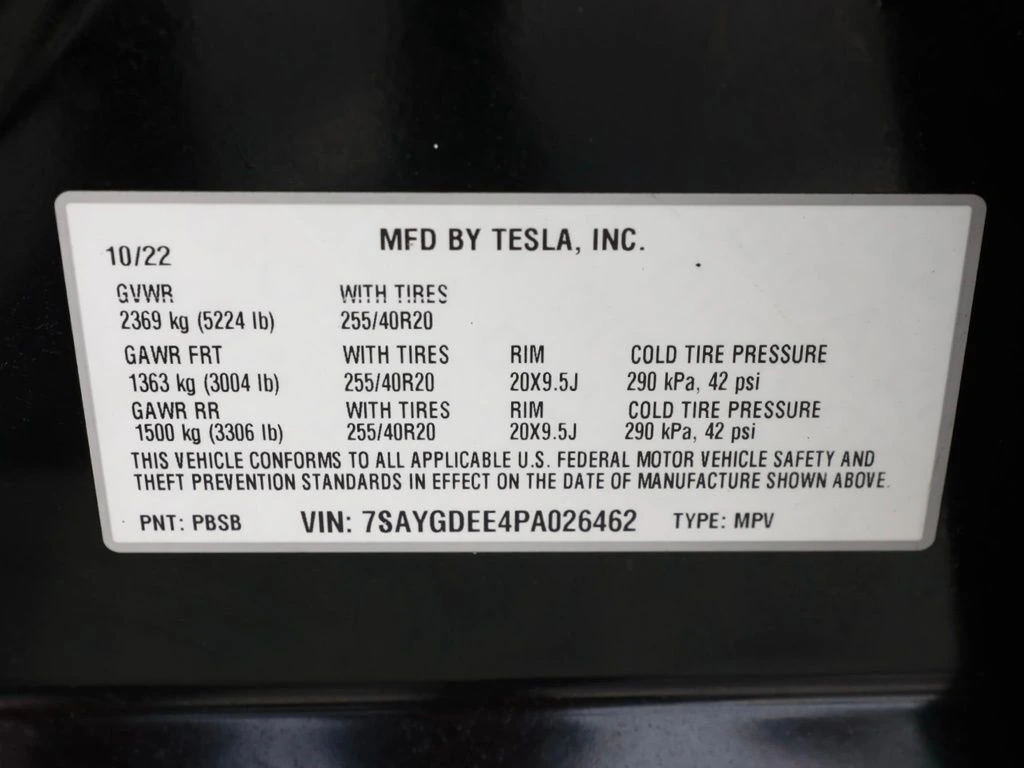 MFD BY TESLA, INC.
10/22
GVWR WITH TIRES
2369 kg (5224 lb) 255/40R20
GAWR FRT WITH TIRES RIM COLD TIRE PRESSURE
1363 kg (3004 lb) 255/40R20 20X9.5J 290 kPa, 42 psi
GAWR RR WITH TIRES RIM COLD TIRE PRESSURE
1500 kg (3306 lb) 255/40R20 20X9.5J 290 kPa, 42 psi
THIS VEHICLE CONFORMS TO ALL APPLICABLE U.S. FEDERAL MOTOR VEHICLE SAFETY AND
THEFT PREVENTION STANDARDS IN EFFECT ON THE DATE OF MANUFACTURE SHOWN ABOVE.
PNT: PBSB VIN: 7SAYGDEE4PA026462 TYPE: MPV